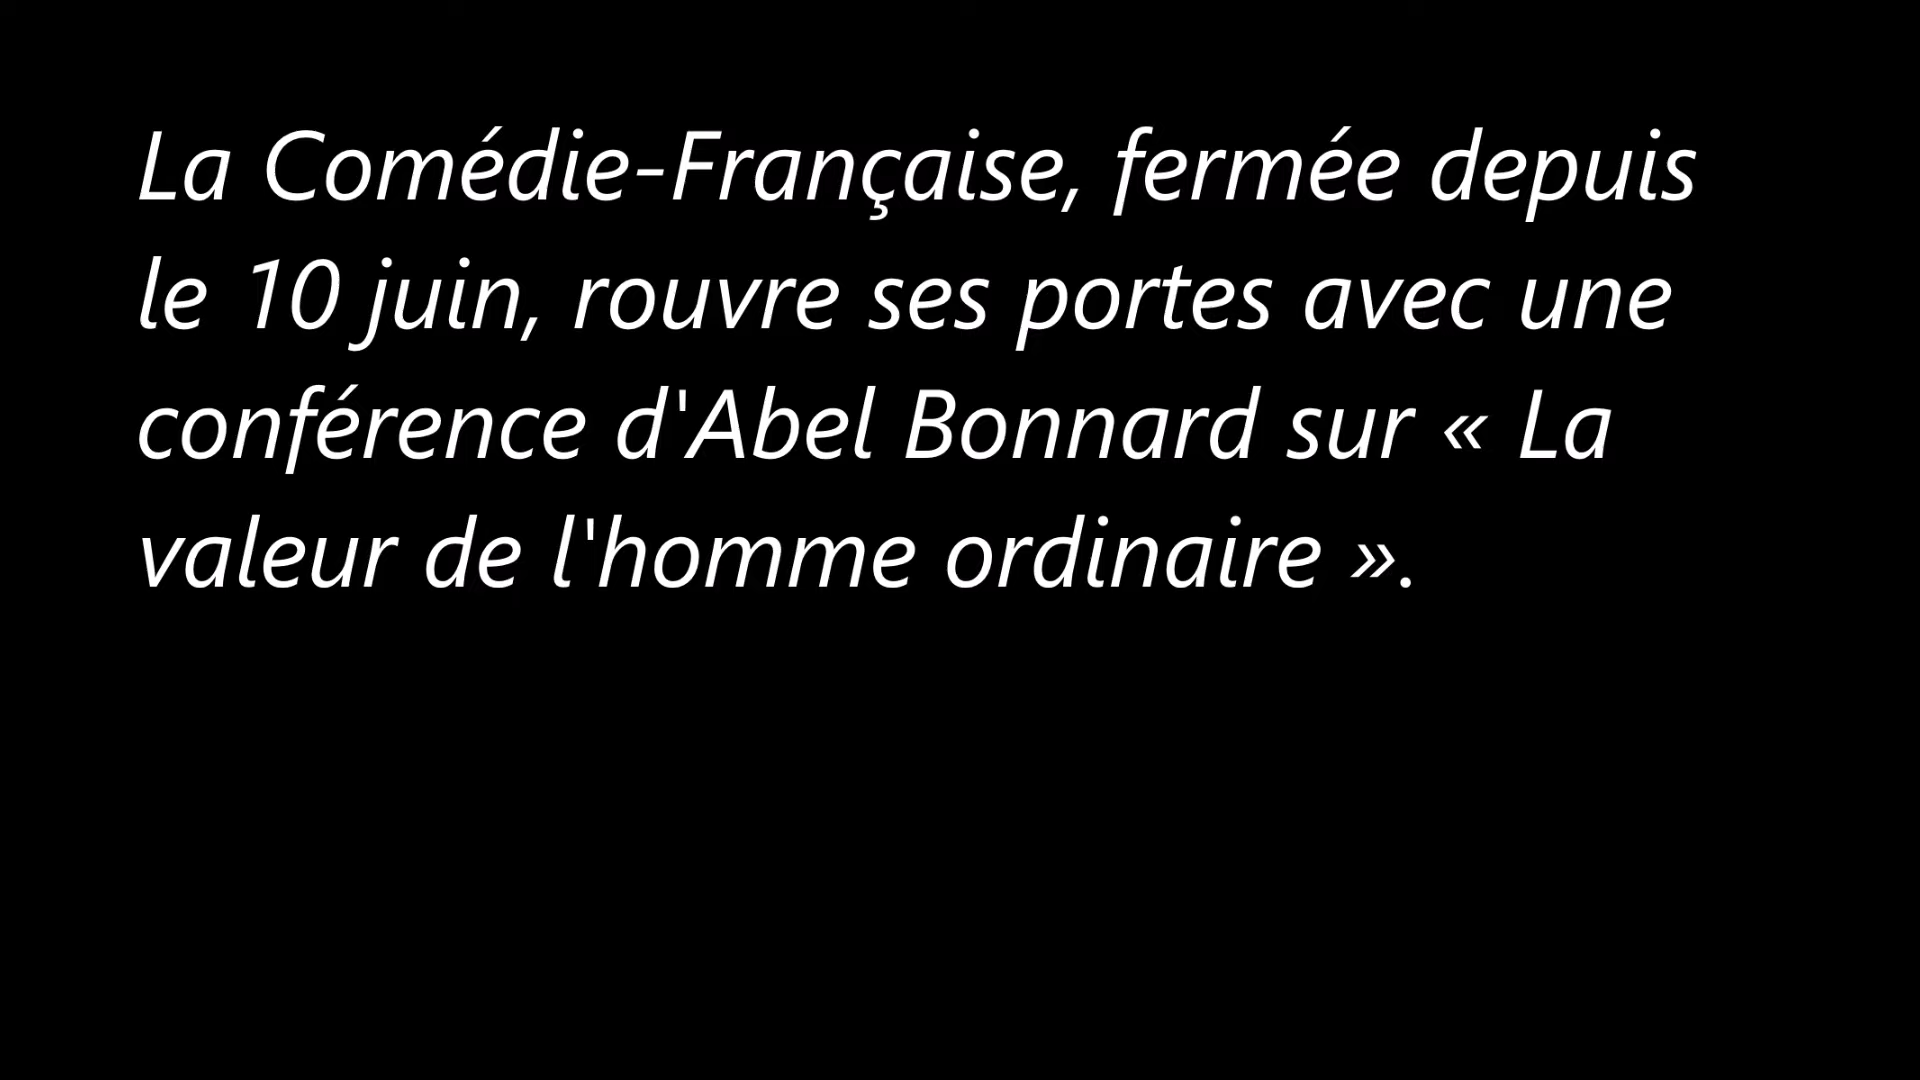 La Comédie-Française, fermée depuis
le 10 juin, rouvre ses portes avec une
conférence d'Abel Bonnard sur « La
valeur de l'homme ordinaire ».